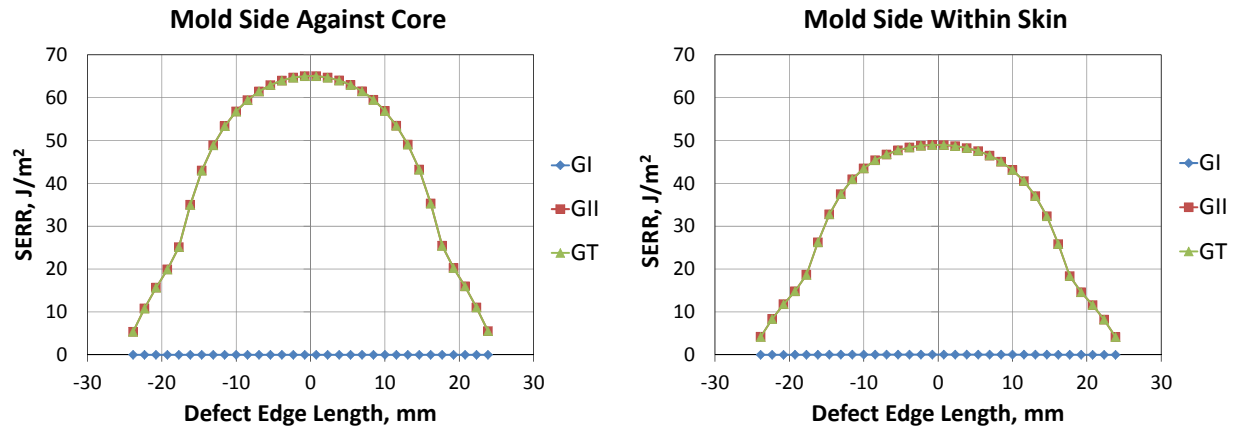 Mold Side Against Core
SERR, J/m²
70
60
50
40
30
20
10
0
-30 -20 -10 0 10 20 30
Defect Edge Length, mm
GI
GII
GT
Mold Side Within Skin
SERR, J/m²
70
60
50
40
30
20
10
0
-30 -20 -10 0 10 20 30
Defect Edge Length, mm
GI
GII
GT